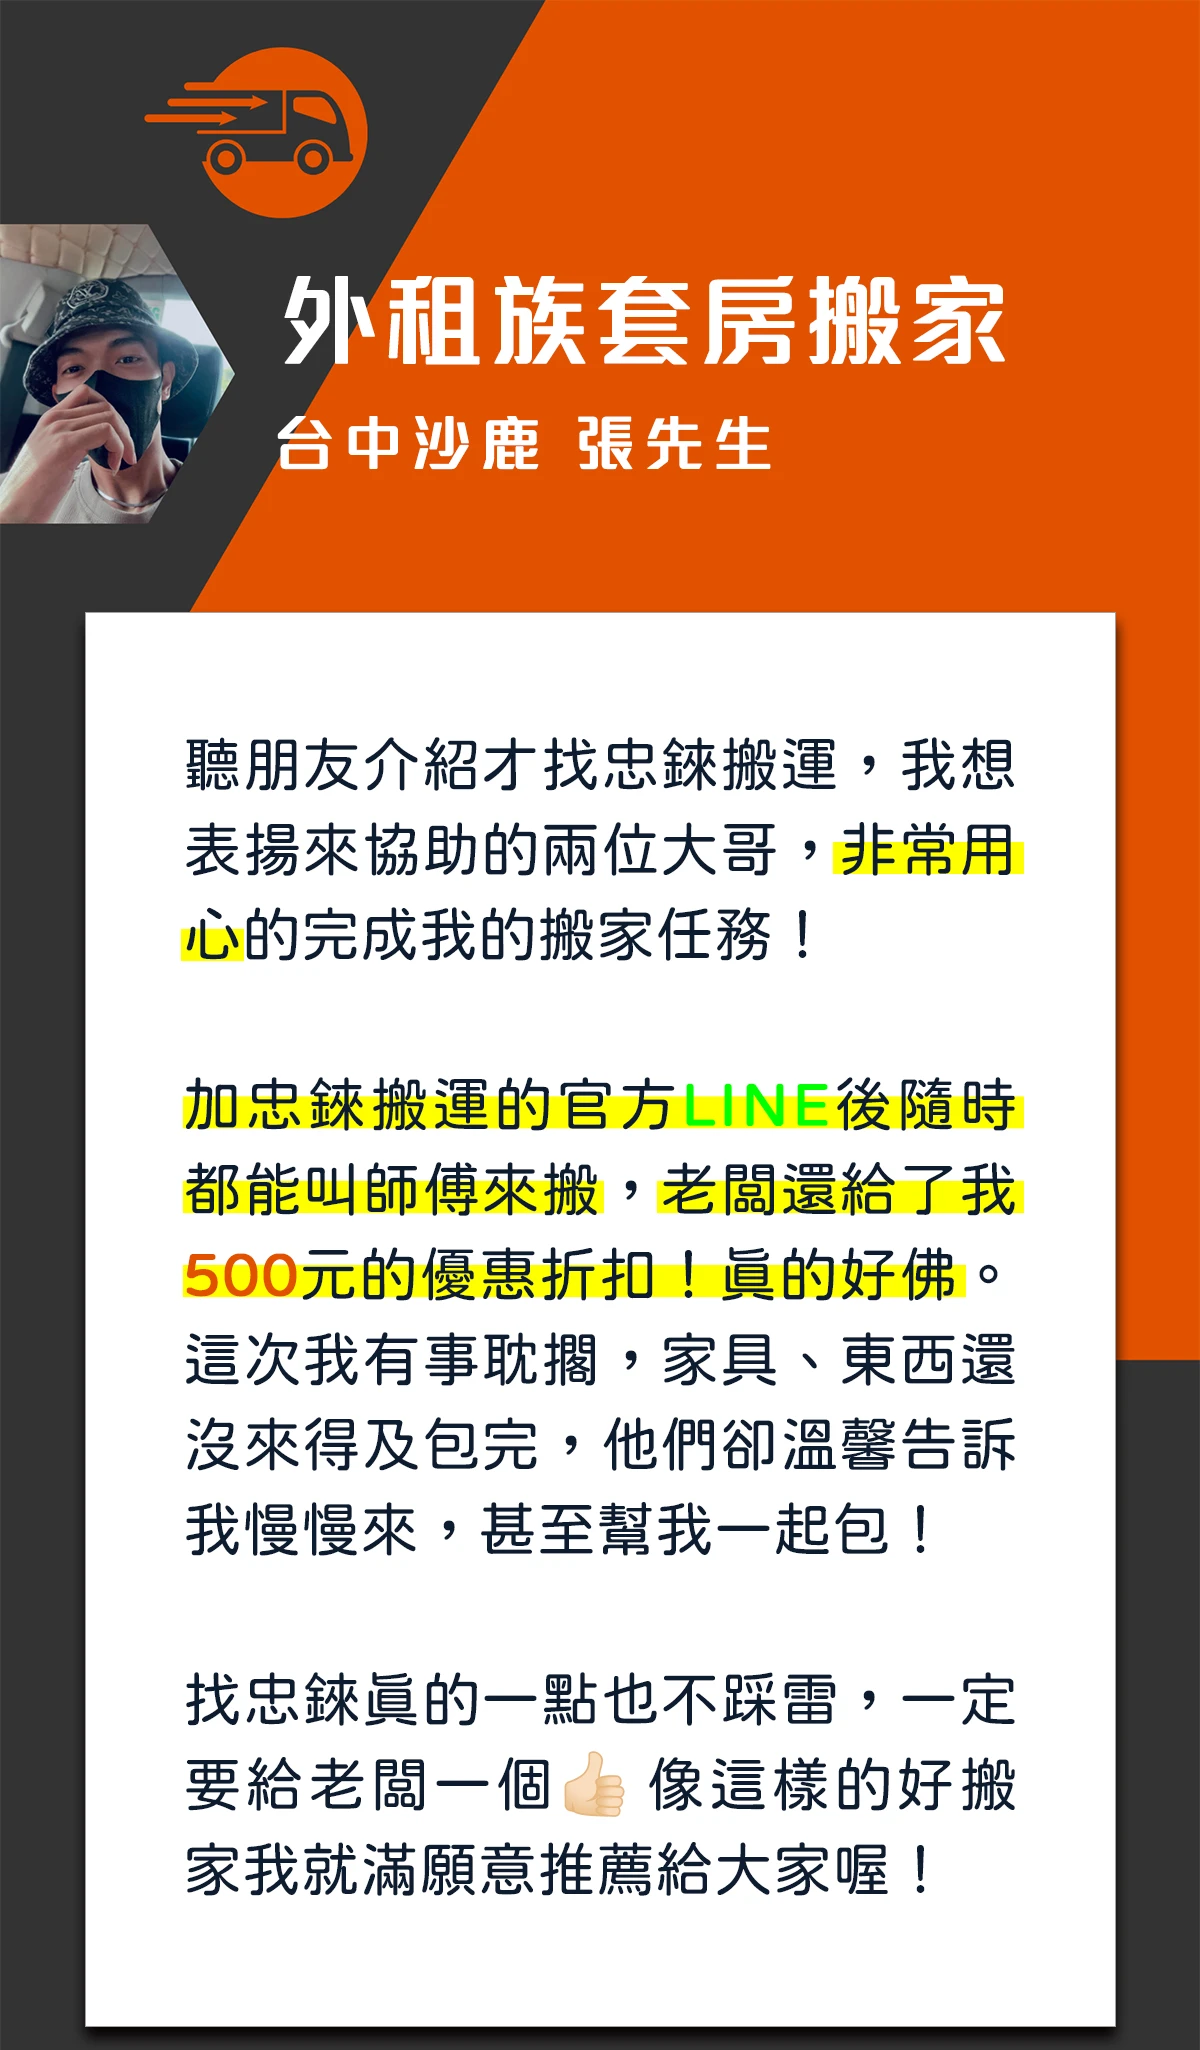 外租族套房搬家
台中沙鹿 張先生
聽朋友介紹才找忠錸搬運，我想
表揚來協助的兩位大哥，非常用
心的完成我的搬家任務！
加忠錸搬運的官方LINE後隨時
都能叫師傅來搬，老闆還給了我
500元的優惠折扣！眞的好佛。
這次我有事耽擱，家具、東西還
沒來得及包完，他們卻溫馨告訴
我慢慢來，甚至幫我一起包！
找忠錸眞的一點也不踩雷，一定
要給老闆一個👍🏻 像這樣的好搬
家我就滿願意推薦給大家喔！